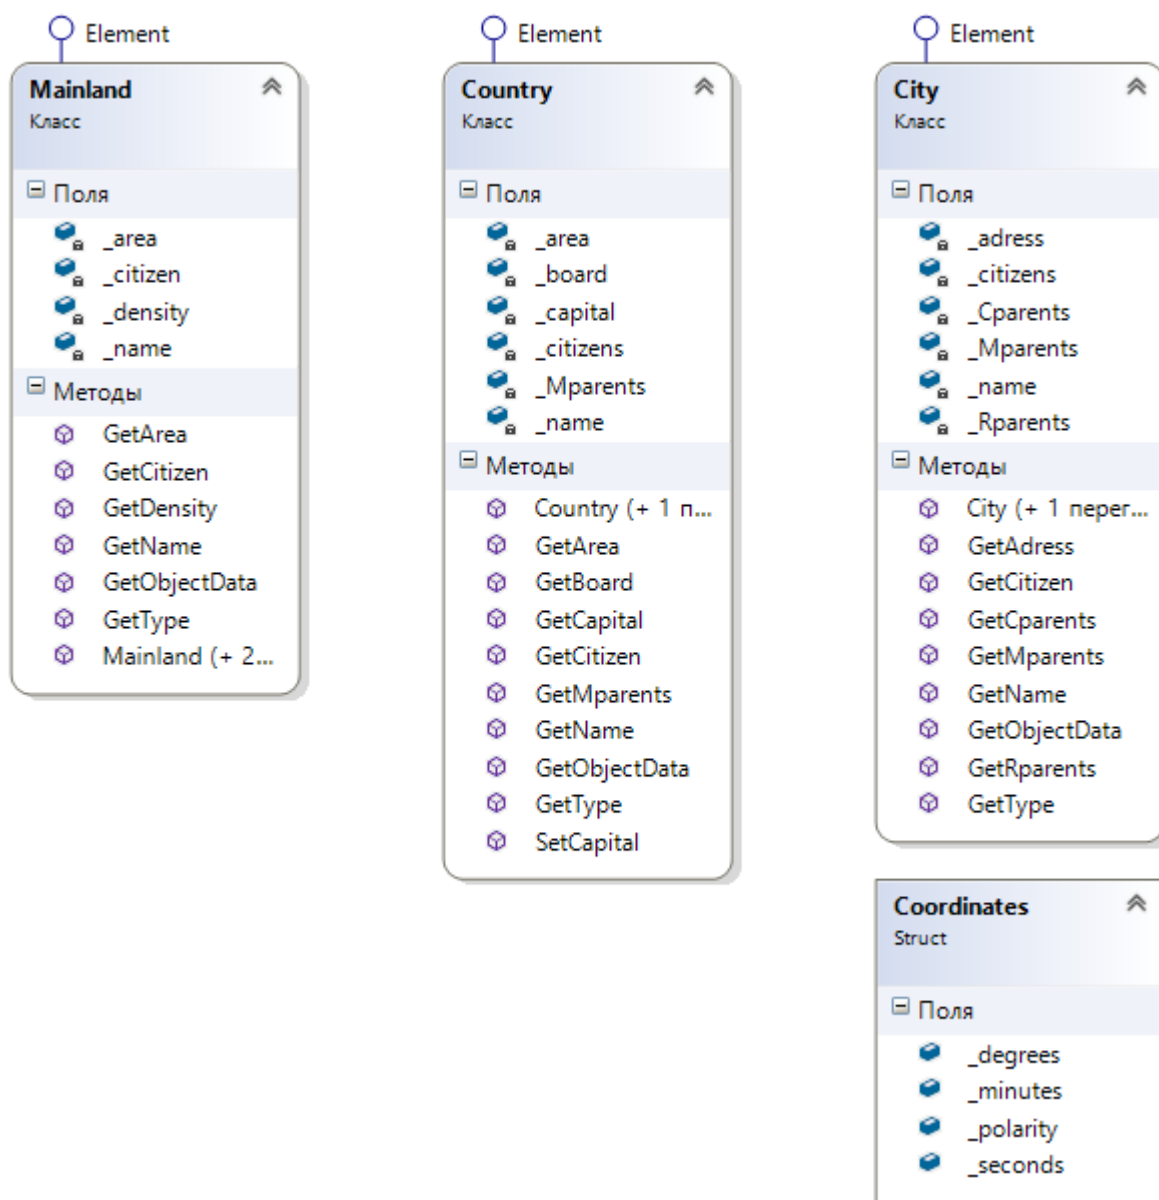 Element
Mainland
Класс
Поля
_area
_citizen
_density
_name
Методы
GetArea
GetCitizen
GetDensity
GetName
GetObjectData
GetType
Mainland (+ 2...
Element
Country
Класс
Поля
_area
_board
_capital
_citizens
_Mparents
_name
Методы
Country (+ 1 п...
GetArea
GetBoard
GetCapital
GetCitizen
GetMparents
GetName
GetObjectData
GetType
SetCapital
Element
City
Класс
Поля
_adress
_citizens
_Cparents
_Mparents
_name
_Rparents
Методы
City (+ 1 перег...
GetAdress
GetCitizen
GetCparents
GetMparents
GetName
GetObjectData
GetRparents
GetType
Coordinates
Struct
Поля
_degrees
_minutes
_polarity
_seconds